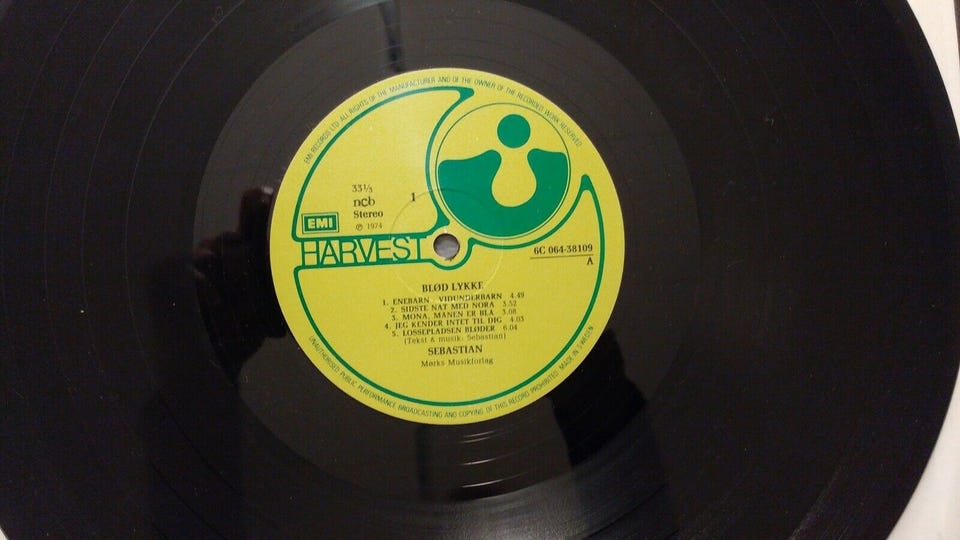 EMI RECORDS LTD. ALL RIGHTS OF THE MANUFACTURER AND OF THE OWNER OF THE RECORDED WORK RESERVED.
33⅓
ncb
Stereo
℗ 1974
1
EMI
HARVEST
6C 064-38109
A
BLØD LYKKE
1. ENEBARN - VIDUNDERBARN 4.49
2. SIDSTE NAT MED NORA 3.52
3. MONA, MÅNEN ER BLÅ 3.08
4. JEG KENDER INTET TIL DIG 4.03
5. LOSSEPLADSEN BLØDER 6.04
(Tekst & musik: Sebastian)
SEBASTIAN
Mørks Musikforlag
UNAUTHORISED PUBLIC PERFORMANCE BROADCASTING AND COPYING OF THIS RECORD PROHIBITED. MADE IN SWEDEN